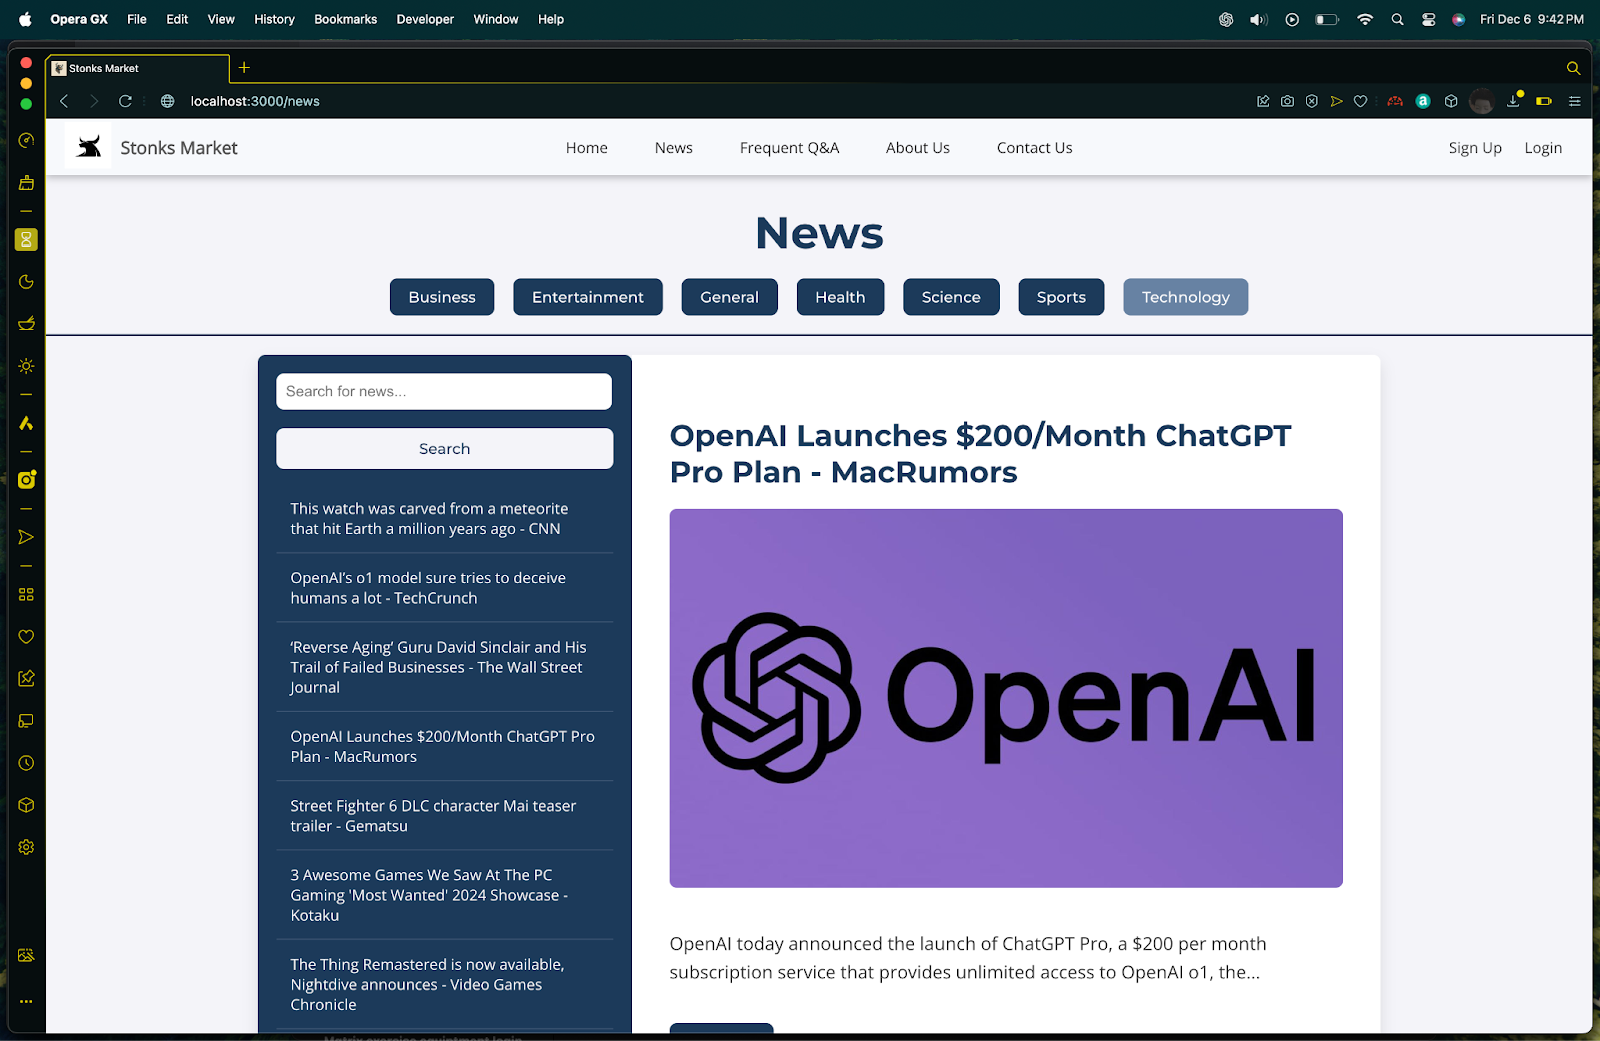 Opera GX File Edit View History Bookmarks Developer Window Help Fri Dec 6 9:42 PM
Stonks Market
localhost:3000/news
Stonks Market Home News Frequent Q&A About Us Contact Us Sign Up Login
News
Business Entertainment General Health Science Sports Technology
Search for news...
Search
This watch was carved from a meteorite
that hit Earth a million years ago - CNN
OpenAI’s o1 model sure tries to deceive
humans a lot - TechCrunch
‘Reverse Aging’ Guru David Sinclair and His
Trail of Failed Businesses - The Wall Street
Journal
OpenAI Launches $200/Month ChatGPT Pro
Plan - MacRumors
Street Fighter 6 DLC character Mai teaser
trailer - Gematsu
3 Awesome Games We Saw At The PC
Gaming 'Most Wanted' 2024 Showcase -
Kotaku
The Thing Remastered is now available,
Nightdive announces - Video Games
Chronicle
OpenAI Launches $200/Month ChatGPT
Pro Plan - MacRumors
OpenAI
OpenAI today announced the launch of ChatGPT Pro, a $200 per month
subscription service that provides unlimited access to OpenAI o1, the...